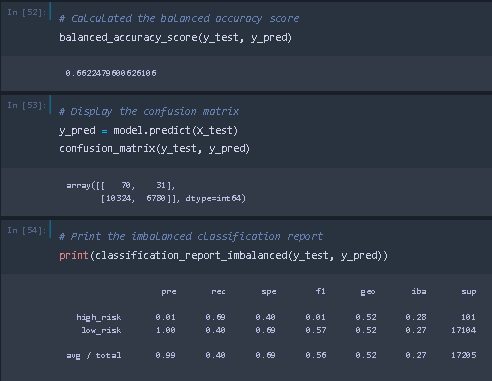 In [52]:
# Calculated the balanced accuracy score
balanced_accuracy_score(y_test, y_pred)
0.6622479600626106
In [53]:
# Display the confusion matrix
y_pred = model.predict(X_test)
confusion_matrix(y_test, y_pred)
array([[   70,    31],
[10324,  6780]], dtype=int64)
In [54]:
# Print the imbalanced classification report
print(classification_report_imbalanced(y_test, y_pred))
pre rec spe f1 geo iba sup
high_risk 0.01 0.69 0.40 0.01 0.52 0.28 101
low_risk 1.00 0.40 0.69 0.57 0.52 0.27 17104
avg / total 0.99 0.40 0.69 0.56 0.52 0.27 17205